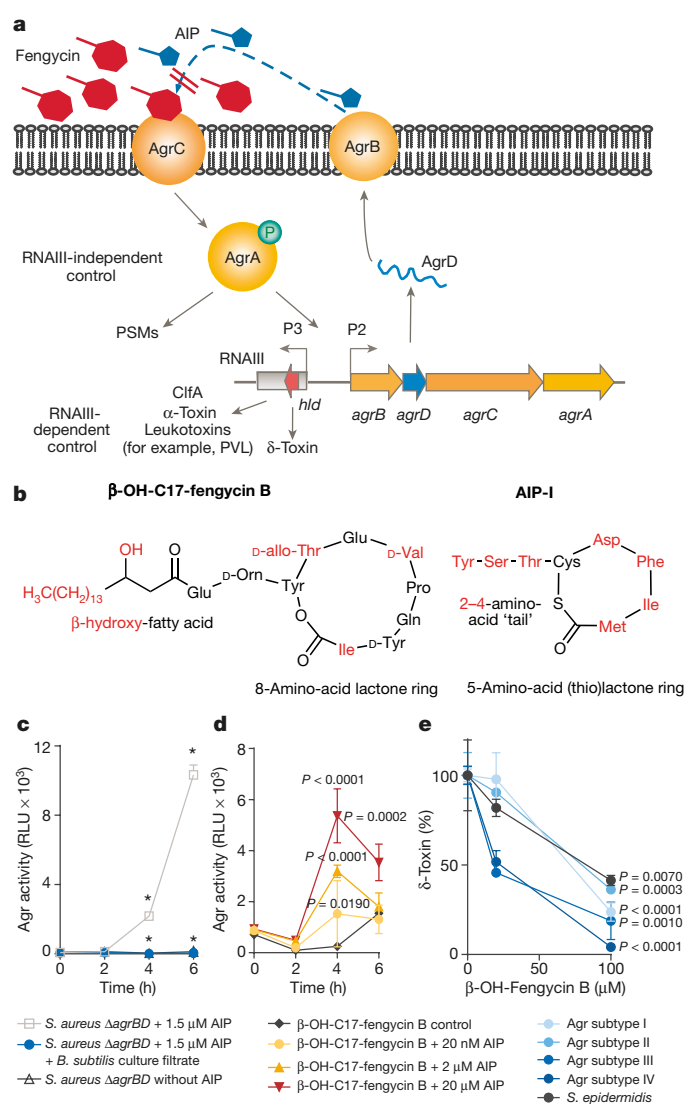 a
AIP
Fengycin
AgrC
AgrB
P
AgrA
RNAIII-independent
control
AgrD
PSMs
P3
P2
RNAIII
hld
agrB
agrD
agrC
agrA
ClfA
α-Toxin
Leukotoxins
(for example, PVL)
RNAIII-
dependent
control
δ-Toxin
b
β-OH-C17-fengycin B
AIP-I
OH
O
H₃C(CH₂)₁₃
Glu
D-Orn
β-hydroxy-fatty acid
D-allo-Thr
Glu
D-Val
Tyr
Pro
O
Gln
O
Ile
D-Tyr
8-Amino-acid lactone ring
Tyr-Ser-Thr-Cys
Asp
Phe
2–4-amino-
acid ‘tail’
S
Ile
O
Met
5-Amino-acid (thio)lactone ring
c
Agr activity (RLU × 10³)
12
8
4
0
*
*
*
*
0 2 4 6
Time (h)
S. aureus ΔagrBD + 1.5 μM AIP
S. aureus ΔagrBD + 1.5 μM AIP
+ B. subtilis culture filtrate
S. aureus ΔagrBD without AIP
d
Agr activity (RLU × 10³)
8
6
4
2
0
P < 0.0001
P = 0.0002
P < 0.0001
P = 0.0190
0 2 4 6
Time (h)
β-OH-C17-fengycin B control
β-OH-C17-fengycin B + 20 nM AIP
β-OH-C17-fengycin B + 2 μM AIP
β-OH-C17-fengycin B + 20 μM AIP
e
δ-Toxin (%)
100
50
0
P = 0.0070
P = 0.0003
P < 0.0001
P = 0.0010
P < 0.0001
0 50 100
β-OH-Fengycin B (μM)
Agr subtype I
Agr subtype II
Agr subtype III
Agr subtype IV
S. epidermidis